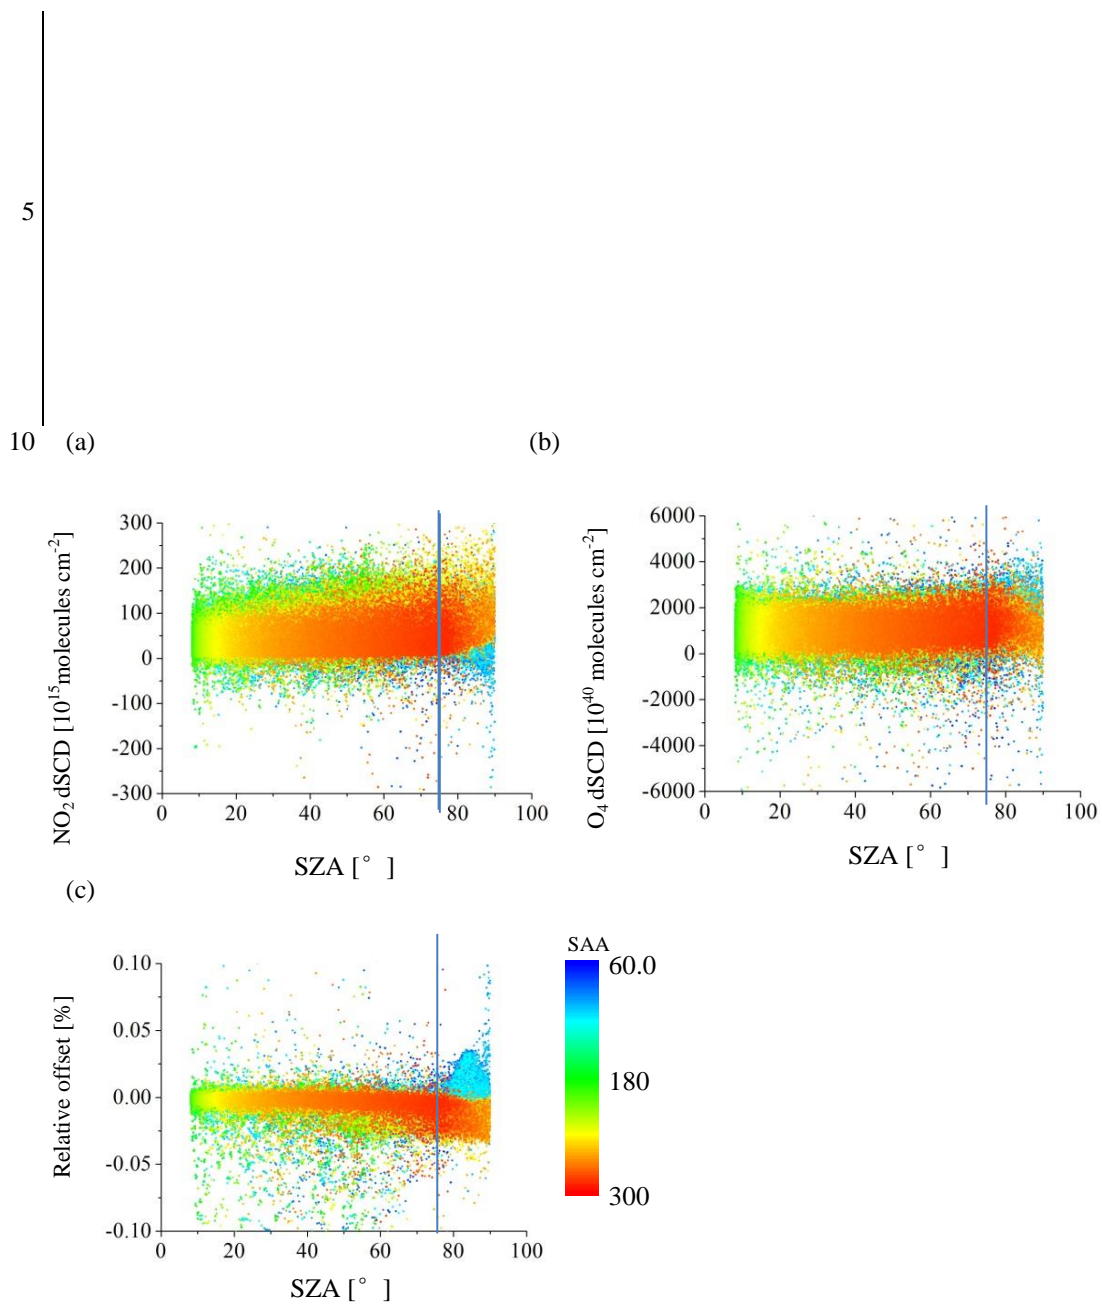 5
10 (a) (b)
300
200
100
0
-100
-200
-300
NO2 dSCD [10^15 molecules cm^-2]
0 20 40 60 80 100
SZA [° ]
6000
4000
2000
0
-2000
-4000
-6000
O4 dSCD [10^40 molecules cm^-2]
0 20 40 60 80 100
SZA [° ]
(c)
0.10
0.05
0.00
-0.05
-0.10
Relative offset [%]
0 20 40 60 80 100
SZA [° ]
SAA
60.0
180
300